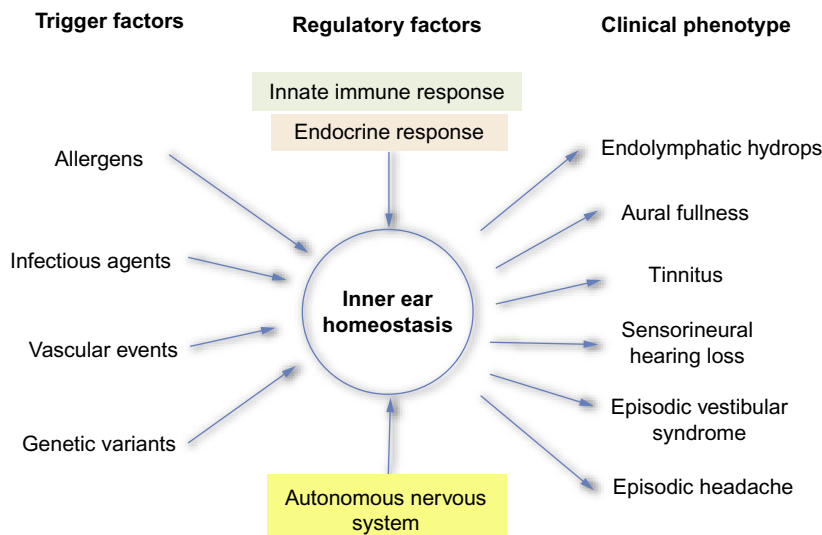 Trigger factors
Regulatory factors
Clinical phenotype
Innate immune response
Endocrine response
Allergens
Infectious agents
Vascular events
Genetic variants
Inner ear
homeostasis
Autonomous nervous
system
Endolymphatic hydrops
Aural fullness
Tinnitus
Sensorineural
hearing loss
Episodic vestibular
syndrome
Episodic headache